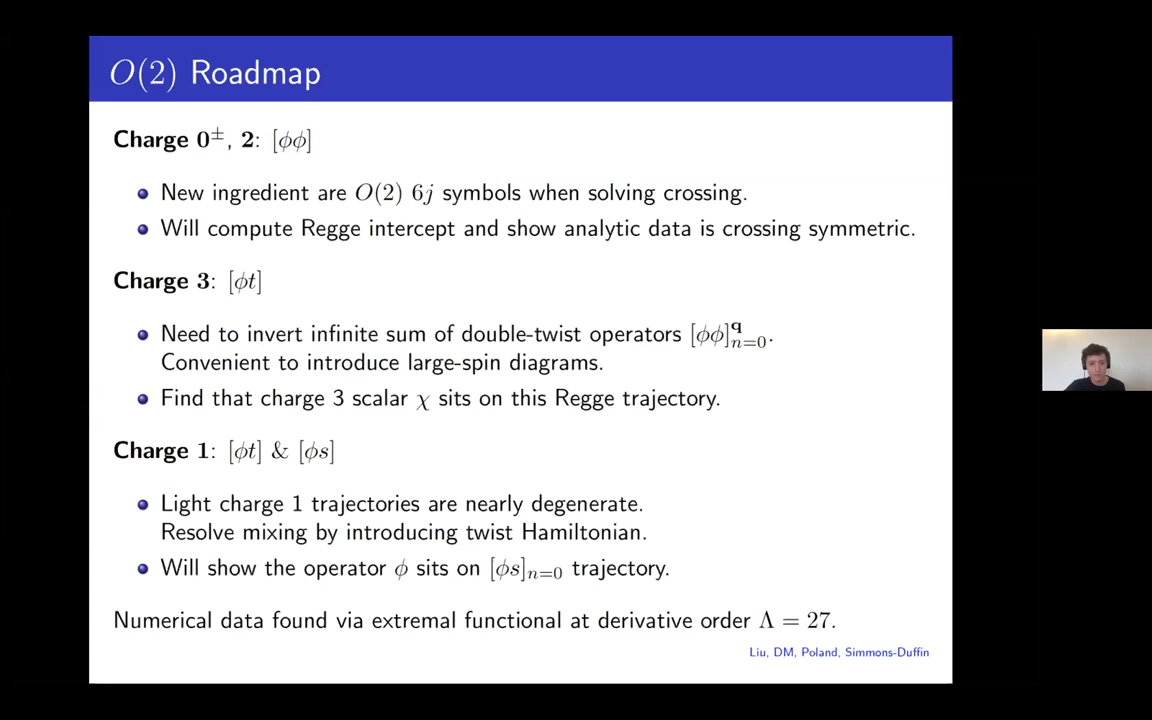 O(2) Roadmap
Charge 0±, 2: [ϕϕ]
New ingredient are O(2) 6j symbols when solving crossing.
Will compute Regge intercept and show analytic data is crossing symmetric.
Charge 3: [ϕt]
Need to invert infinite sum of double-twist operators [ϕϕ]^q_{n=0}.
Convenient to introduce large-spin diagrams.
Find that charge 3 scalar χ sits on this Regge trajectory.
Charge 1: [ϕt] & [ϕs]
Light charge 1 trajectories are nearly degenerate.
Resolve mixing by introducing twist Hamiltonian.
Will show the operator ϕ sits on [ϕs]_{n=0} trajectory.
Numerical data found via extremal functional at derivative order Λ = 27.
Liu, DM, Poland, Simmons-Duffin